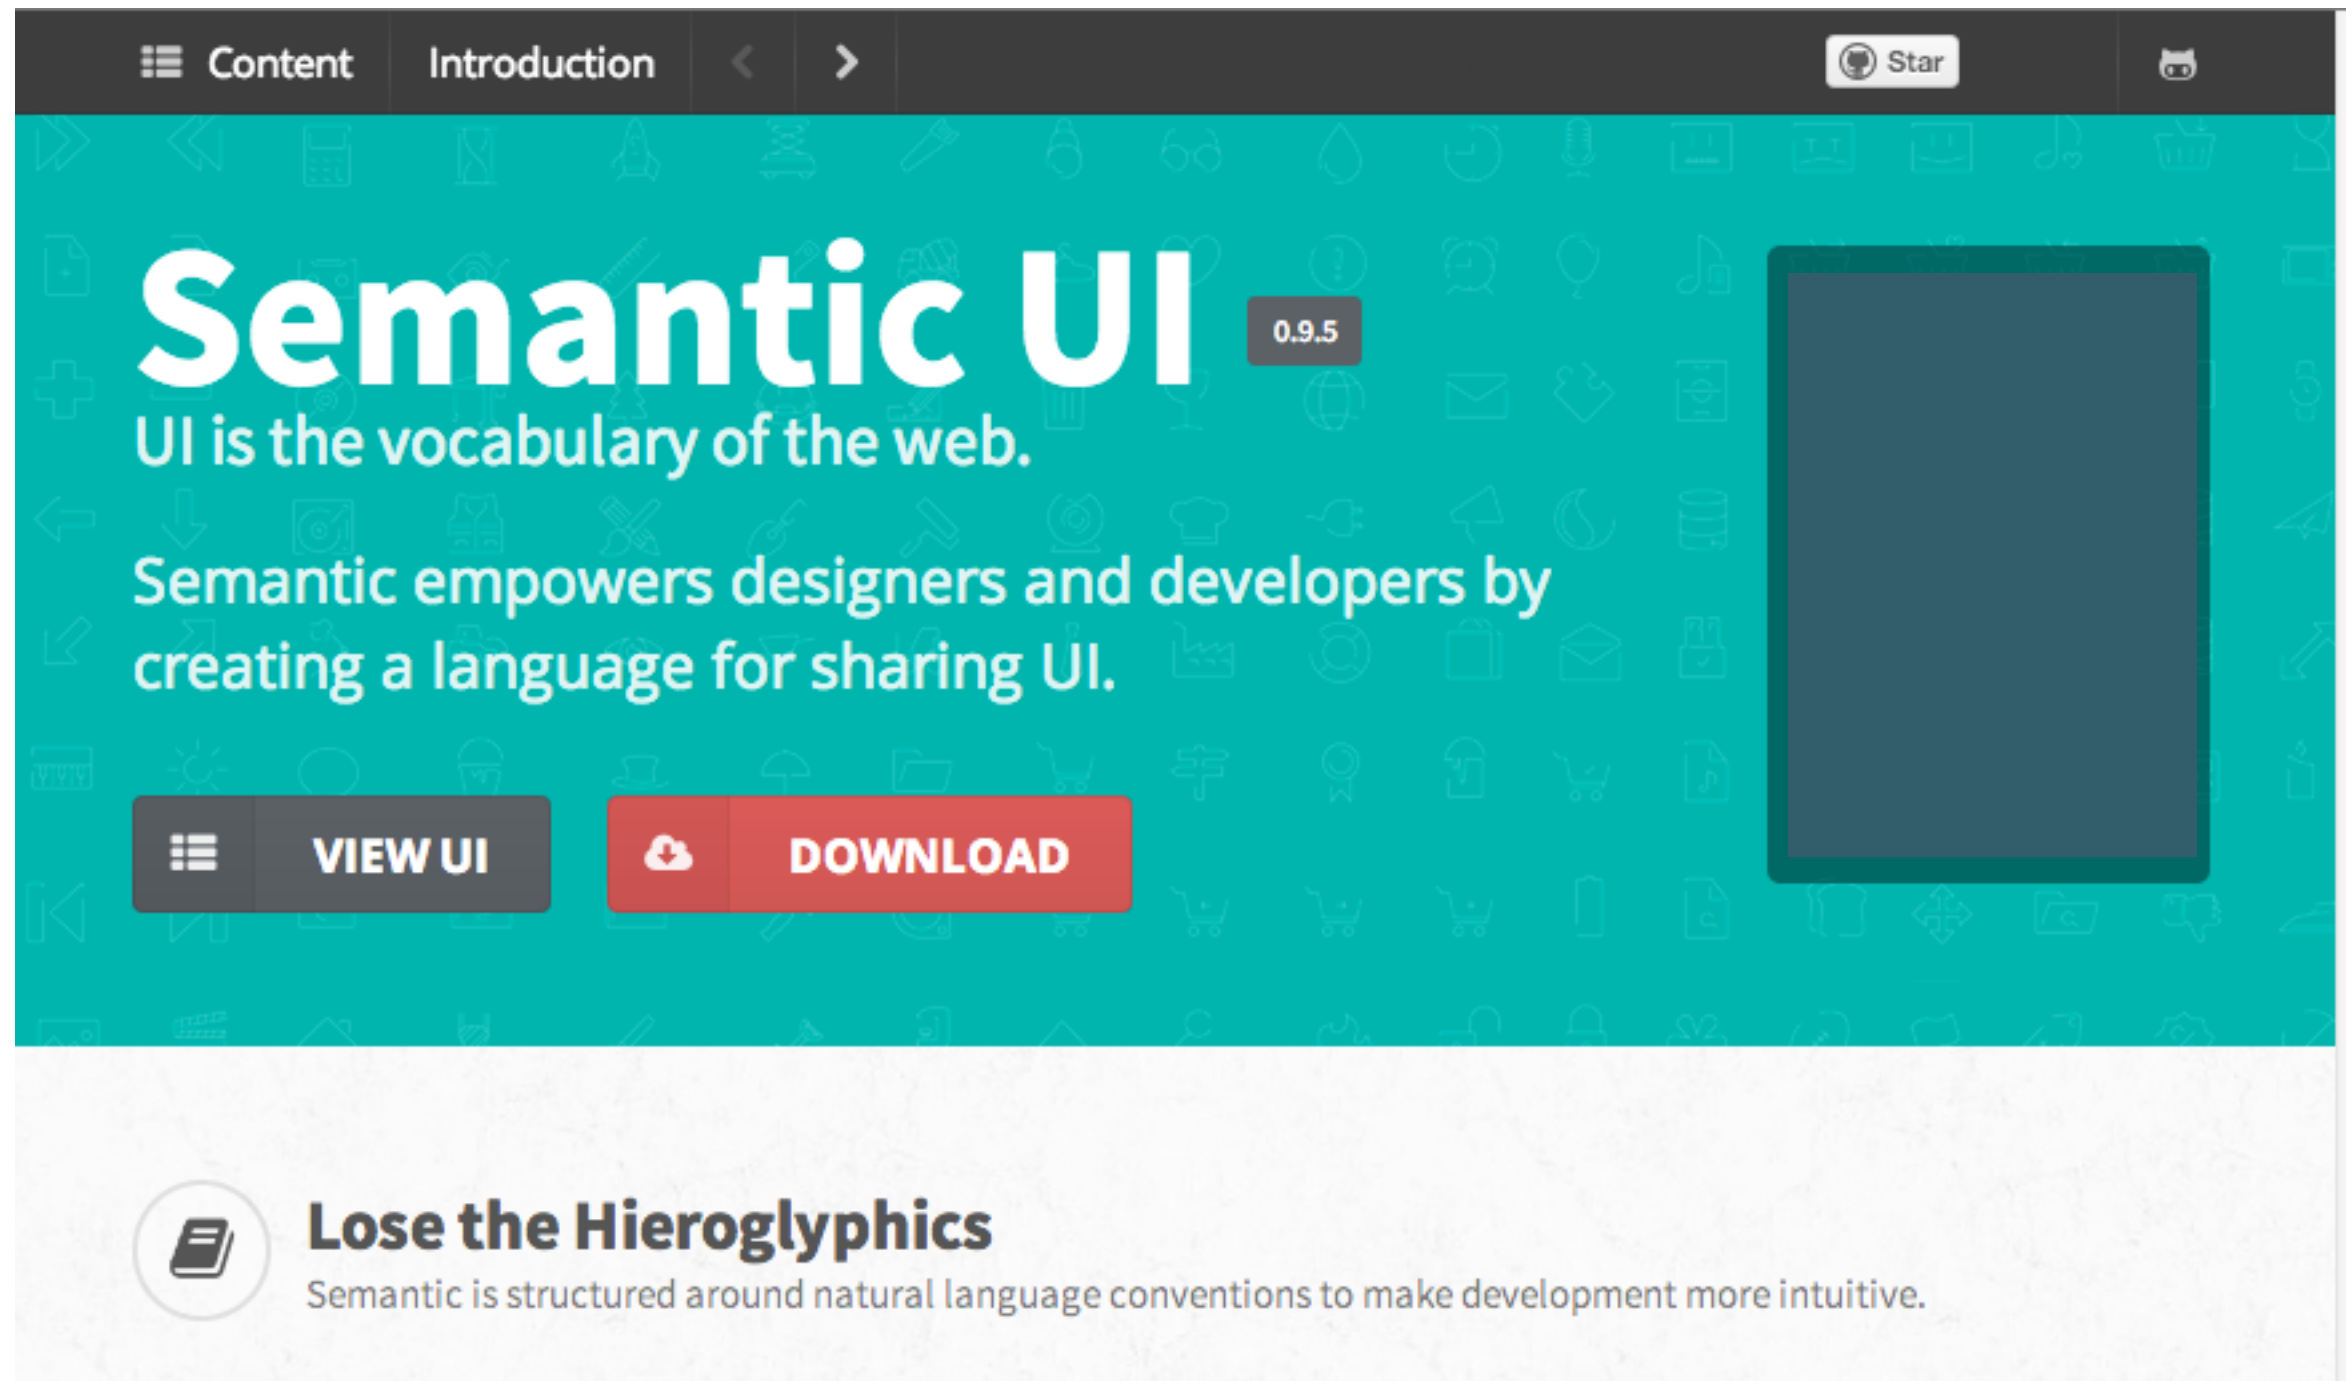 Content Introduction Star
Semantic UI 0.9.5
UI is the vocabulary of the web.
Semantic empowers designers and developers by
creating a language for sharing UI.
VIEW UI DOWNLOAD
Lose the Hieroglyphics
Semantic is structured around natural language conventions to make development more intuitive.